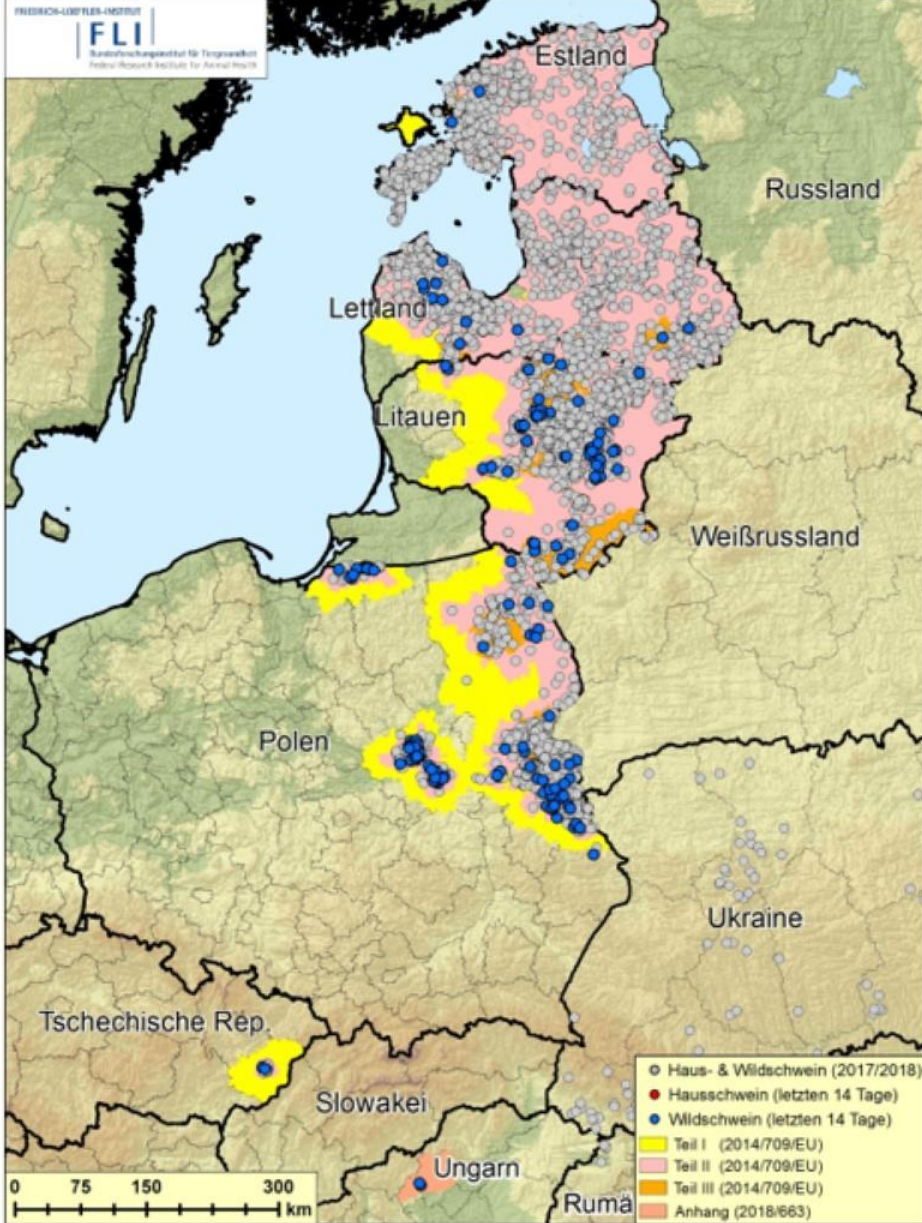 FRIEDRICH-LOEFFLER-INSTITUT
FLI
Bundesforschungsinstitut für Tiergesundheit
Federal Research Institute for Animal Health
Estland
Russland
Lettland
Litauen
Weißrussland
Polen
Ukraine
Tschechische Rep.
Slowakei
Ungarn
Rumä
Haus- & Wildschwein (2017/2018)
Hausschwein (letzten 14 Tage)
Wildschwein (letzten 14 Tage)
Teil I (2014/709/EU)
Teil II (2014/709/EU)
Teil III (2014/709/EU)
Anhang (2018/663)
0 75 150 300
km